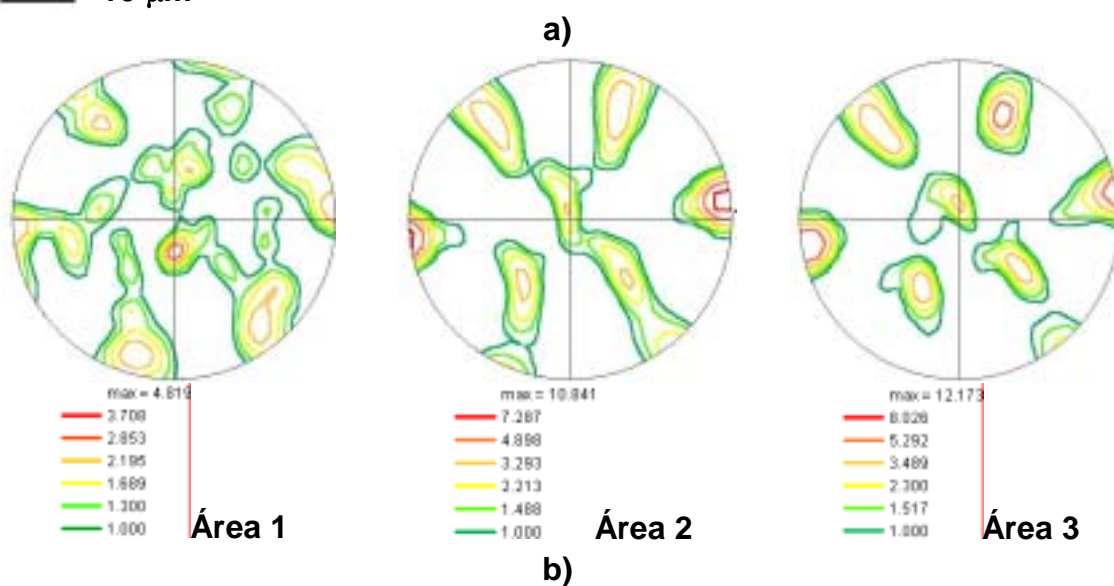 a)
max = 4.819
3.708
2.853
2.195
1.689
1.300
1.000
Área 1
max = 10.841
7.287
4.898
3.293
2.213
1.488
1.000
Área 2
max = 12.173
8.026
5.292
3.489
2.300
1.517
1.000
Área 3
b)